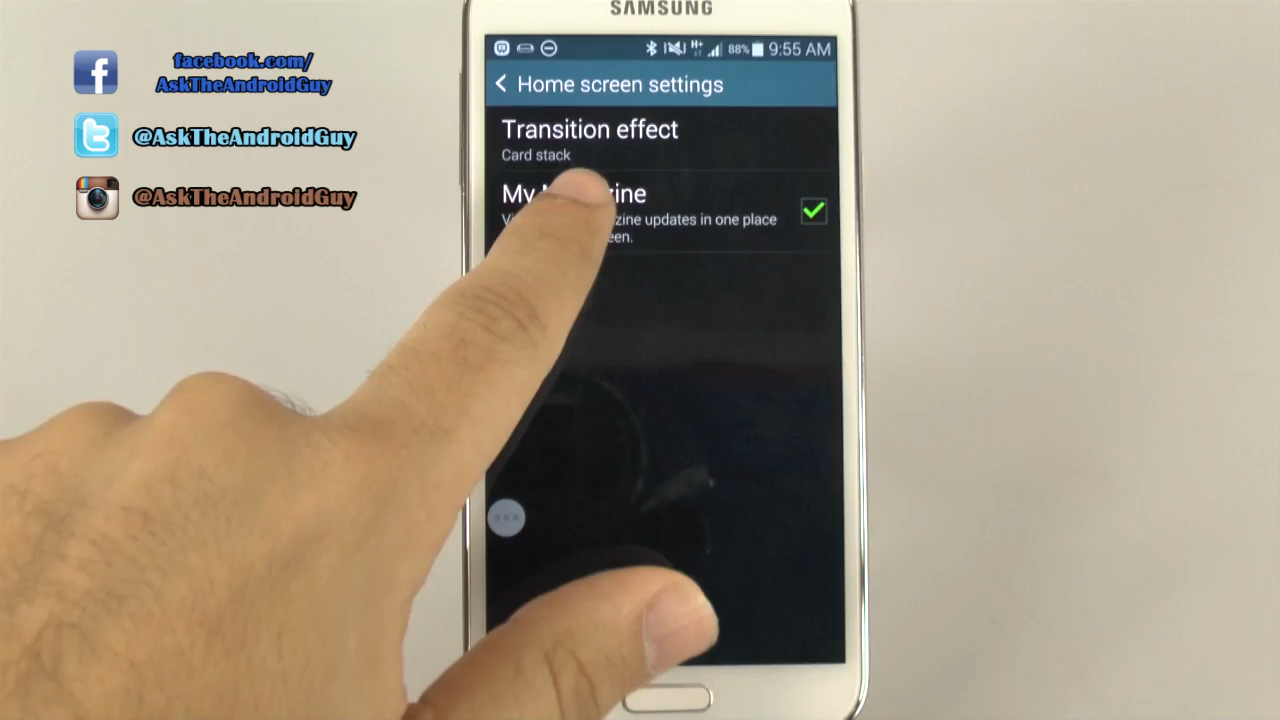 SAMSUNG
facebook.com/
AskTheAndroidGuy
@AskTheAndroidGuy
@AskTheAndroidGuy
H+
88%
9:55 AM
Home screen settings
Transition effect
Card stack
My
zine
zine updates in one place
een.